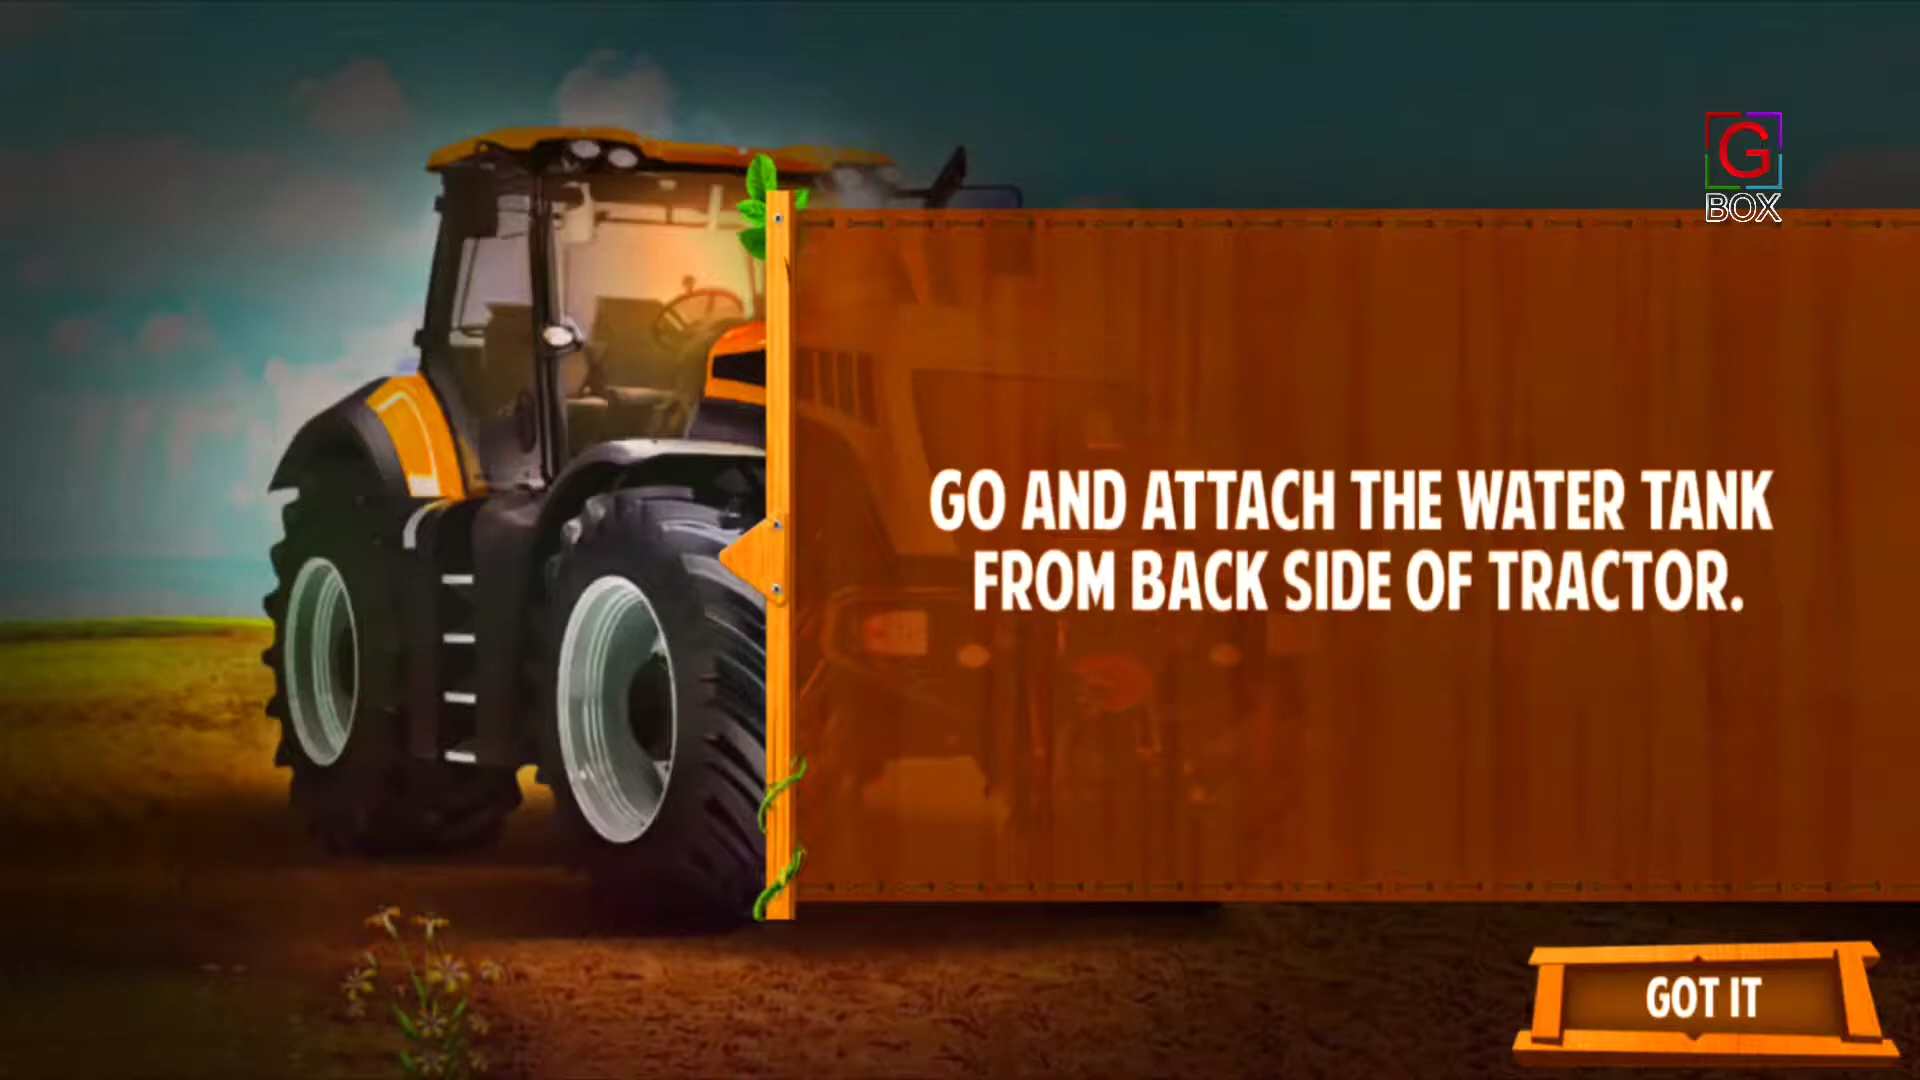 G
BOX
GO AND ATTACH THE WATER TANK
FROM BACK SIDE OF TRACTOR.
GOT IT